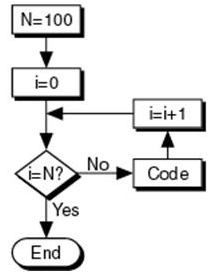 N=100
i=0
i=i+1
i=N?
No
Code
Yes
End